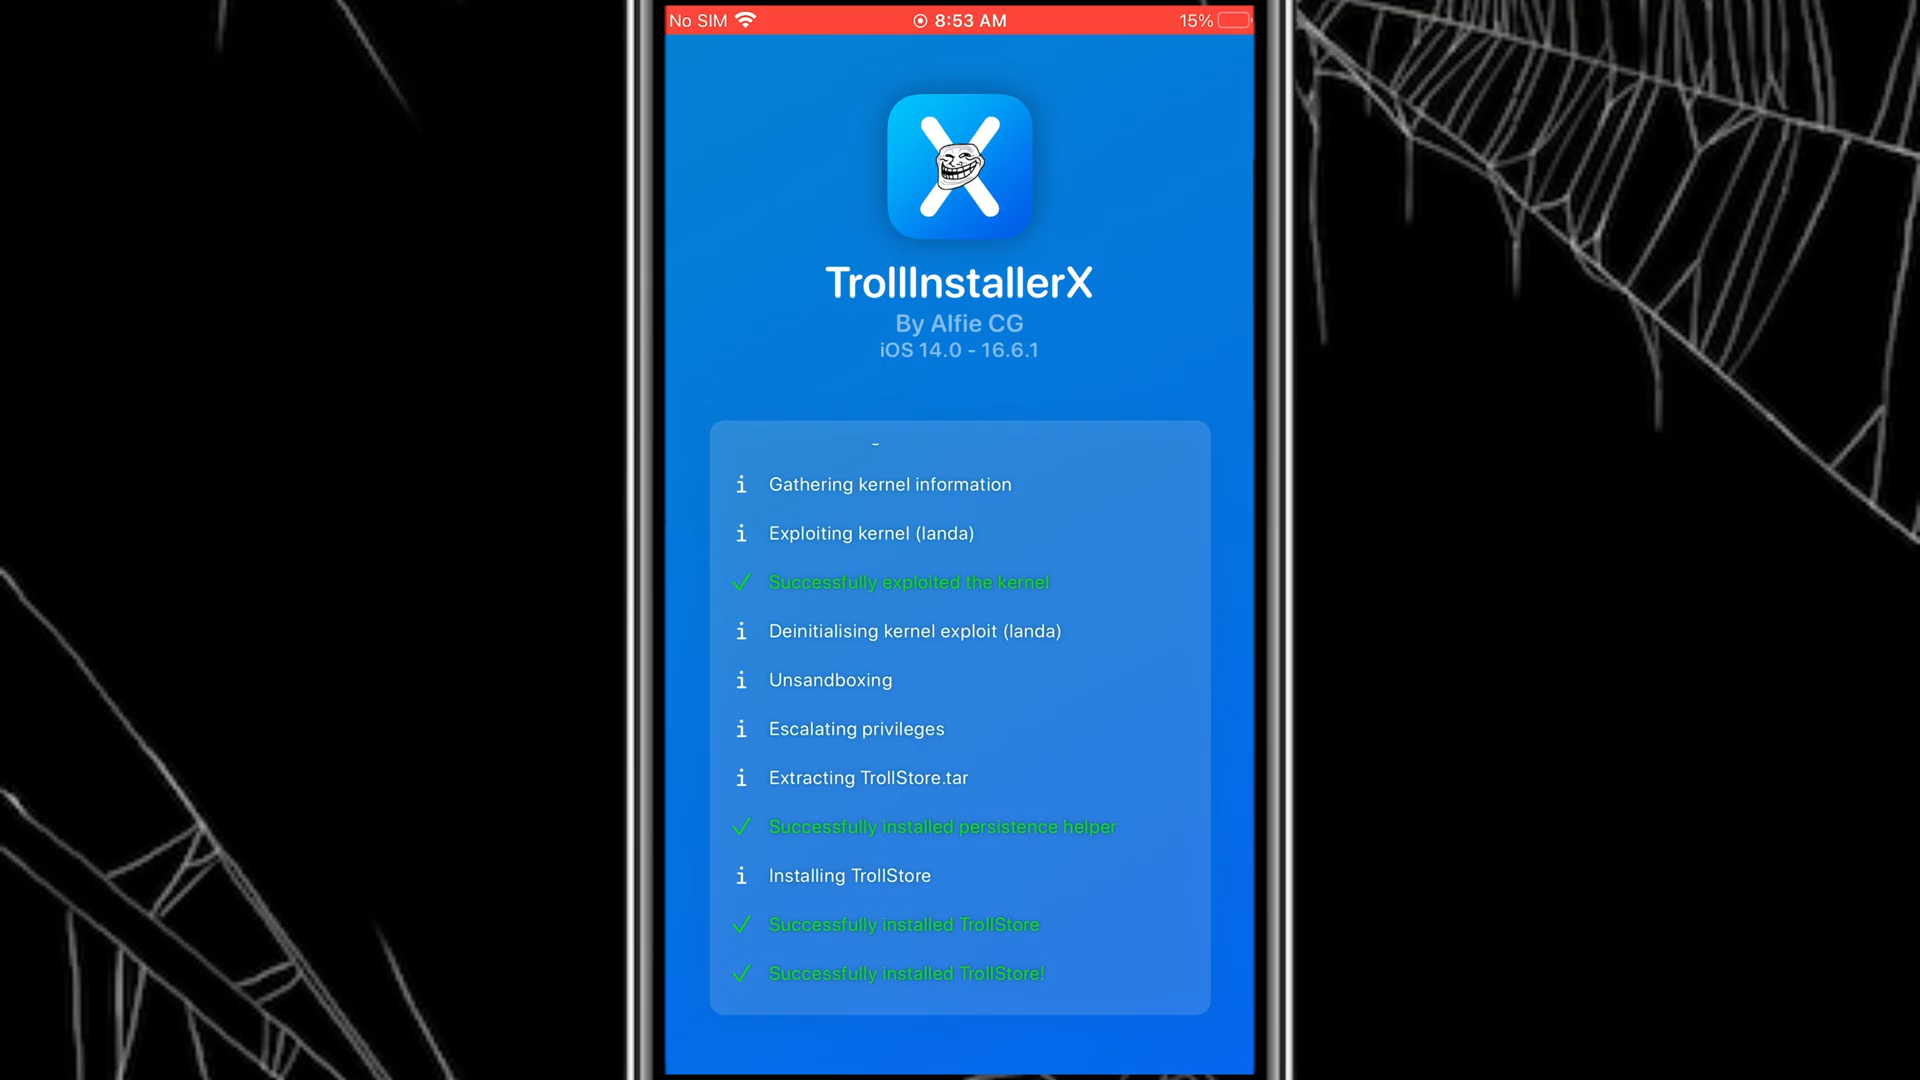 No SIM 8:53 AM 15%
TrollInstallerX
By Alfie CG
iOS 14.0 - 16.6.1
i Gathering kernel information
i Exploiting kernel (landa)
Successfully exploited the kernel
i Deinitialising kernel exploit (landa)
i Unsandboxing
i Escalating privileges
i Extracting TrollStore.tar
Successfully installed persistence helper
i Installing TrollStore
Successfully installed TrollStore
Successfully installed TrollStore!